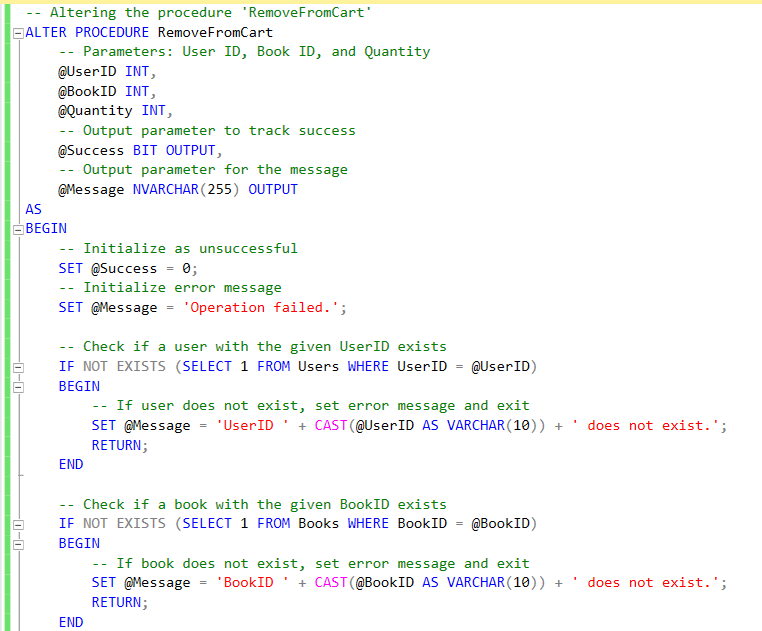 -- Altering the procedure 'RemoveFromCart'
ALTER PROCEDURE RemoveFromCart
    -- Parameters: User ID, Book ID, and Quantity
    @UserID INT,
    @BookID INT,
    @Quantity INT,
    -- Output parameter to track success
    @Success BIT OUTPUT,
    -- Output parameter for the message
    @Message NVARCHAR(255) OUTPUT
AS
BEGIN
    -- Initialize as unsuccessful
    SET @Success = 0;
    -- Initialize error message
    SET @Message = 'Operation failed.';

    -- Check if a user with the given UserID exists
    IF NOT EXISTS (SELECT 1 FROM Users WHERE UserID = @UserID)
    BEGIN
        -- If user does not exist, set error message and exit
        SET @Message = 'UserID ' + CAST(@UserID AS VARCHAR(10)) + ' does not exist.';
        RETURN;
    END

    -- Check if a book with the given BookID exists
    IF NOT EXISTS (SELECT 1 FROM Books WHERE BookID = @BookID)
    BEGIN
        -- If book does not exist, set error message and exit
        SET @Message = 'BookID ' + CAST(@BookID AS VARCHAR(10)) + ' does not exist.';
        RETURN;
    END